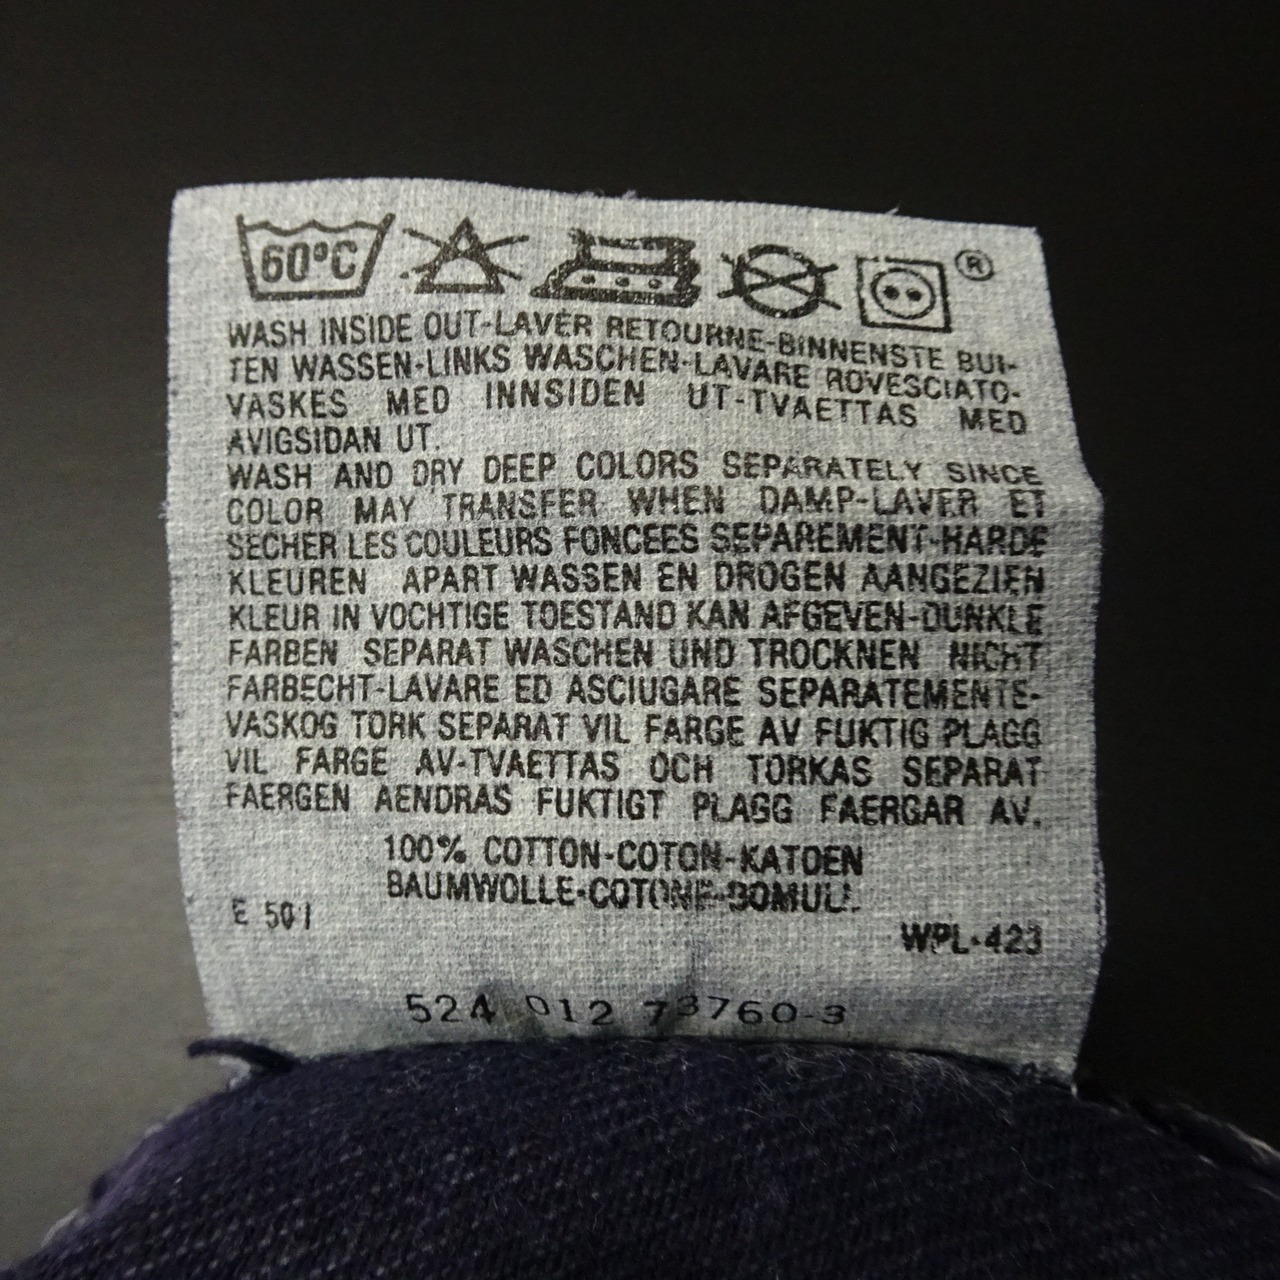 60°C
®
WASH INSIDE OUT-LAVER RETOURNE-BINNENSTE BUI-
TEN WASSEN-LINKS WASCHEN-LAVARE ROVESCIATO-
VASKES MED INNSIDEN UT-TVAETTAS MED
AVIGSIDAN UT.
WASH AND DRY DEEP COLORS SEPARATELY SINCE
COLOR MAY TRANSFER WHEN DAMP-LAVER ET
SECHER LES COULEURS FONCEES SEPAREMENT-HARDE
KLEUREN APART WASSEN EN DROGEN AANGEZIEN
KLEUR IN VOCHTIGE TOESTAND KAN AFGEVEN-DUNKLE
FARBEN SEPARAT WASCHEN UND TROCKNEN NICHT
FARBECHT-LAVARE ED ASCIUGARE SEPARATEMENTE-
VASKOG TORK SEPARAT VIL FARGE AV FUKTIG PLAGG
VIL FARGE AV-TVAETTAS OCH TORKAS SEPARAT
FAERGEN AENDRAS FUKTIGT PLAGG FAERGAR AV.
100% COTTON-COTON-KATOEN
BAUMWOLLE-COTONE-BOMULL
E 501
WPL-423
524 012 73760-3